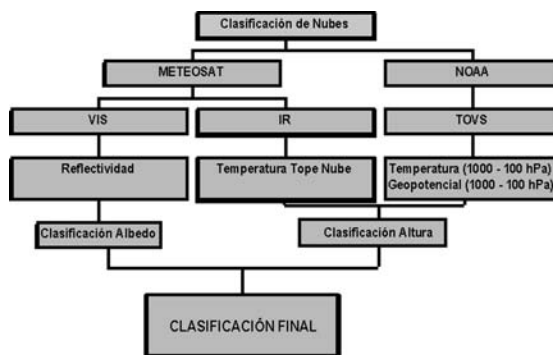 Clasificación de Nubes
METEOSAT
NOAA
VIS
IR
TOVS
Reflectividad
Temperatura Tope Nube
Temperatura (1000 - 100 hPa)
Geopotencial (1000 - 100 hPa)
Clasificación Albedo
Clasificación Altura
CLASIFICACIÓN FINAL